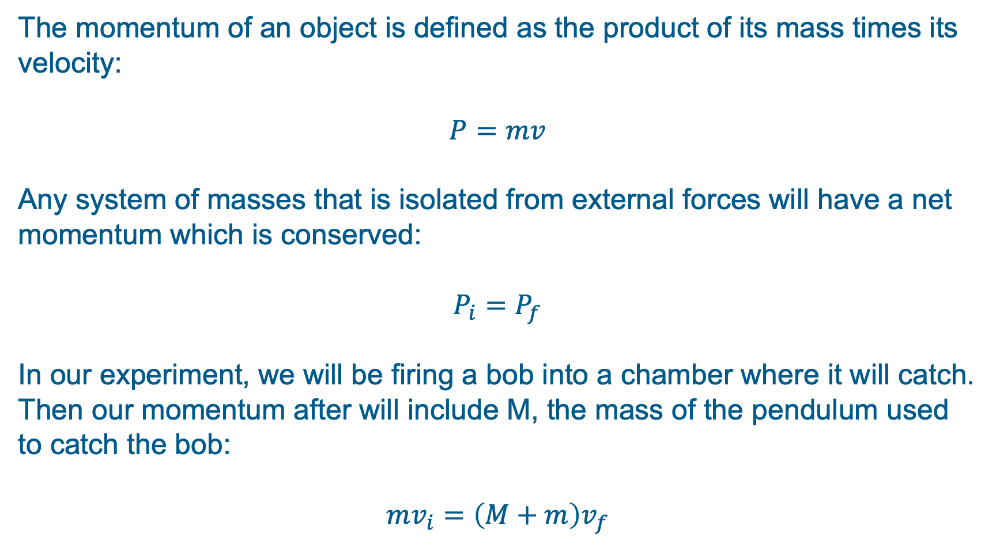 The momentum of an object is defined as the product of its mass times its
velocity:
P = mv
Any system of masses that is isolated from external forces will have a net
momentum which is conserved:
P_i = P_f
In our experiment, we will be firing a bob into a chamber where it will catch.
Then our momentum after will include M, the mass of the pendulum used
to catch the bob:
mv_i = (M + m)v_f